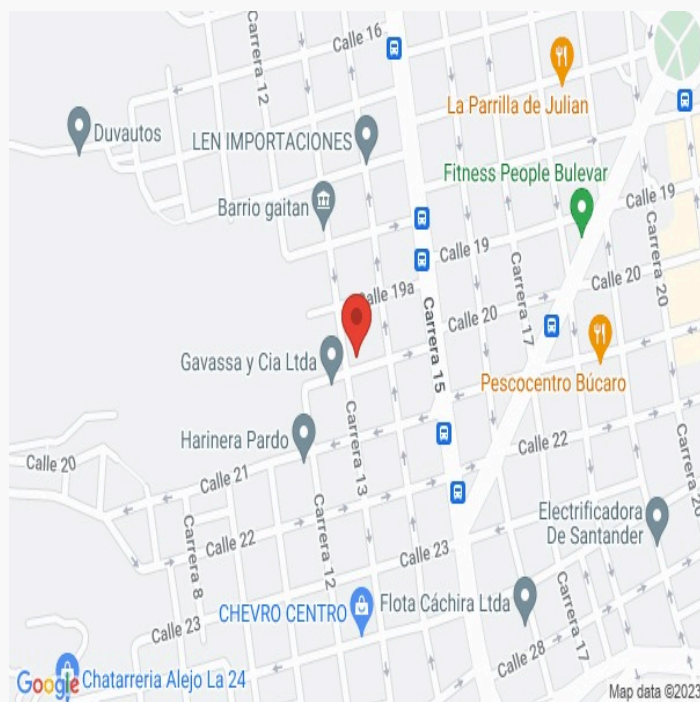 Calle 16
Carrera 12
La Parrilla de Julian
Duvautos
LEN IMPORTACIONES
Fitness People Bulevar
Barrio gaitan
Calle 19
Calle 19
Carrera 20
Carrera 17
Calle 19a
Calle 20
Calle 20
Carrera 15
Gavassa y Cia Ltda
Pescocentro Búcaro
Harinera Pardo
Carrera 13
Calle 22
Calle 20
Calle 21
Carrera 20
Electrificadora
De Santander
Calle 22
Carrera 12
Carrera 8
Calle 23
CHEVRO CENTRO
Flota Cáchira Ltda
Carrera 17
Calle 23
Calle 28
Chatarreria Alejo La 24
Google
Map data ©2023